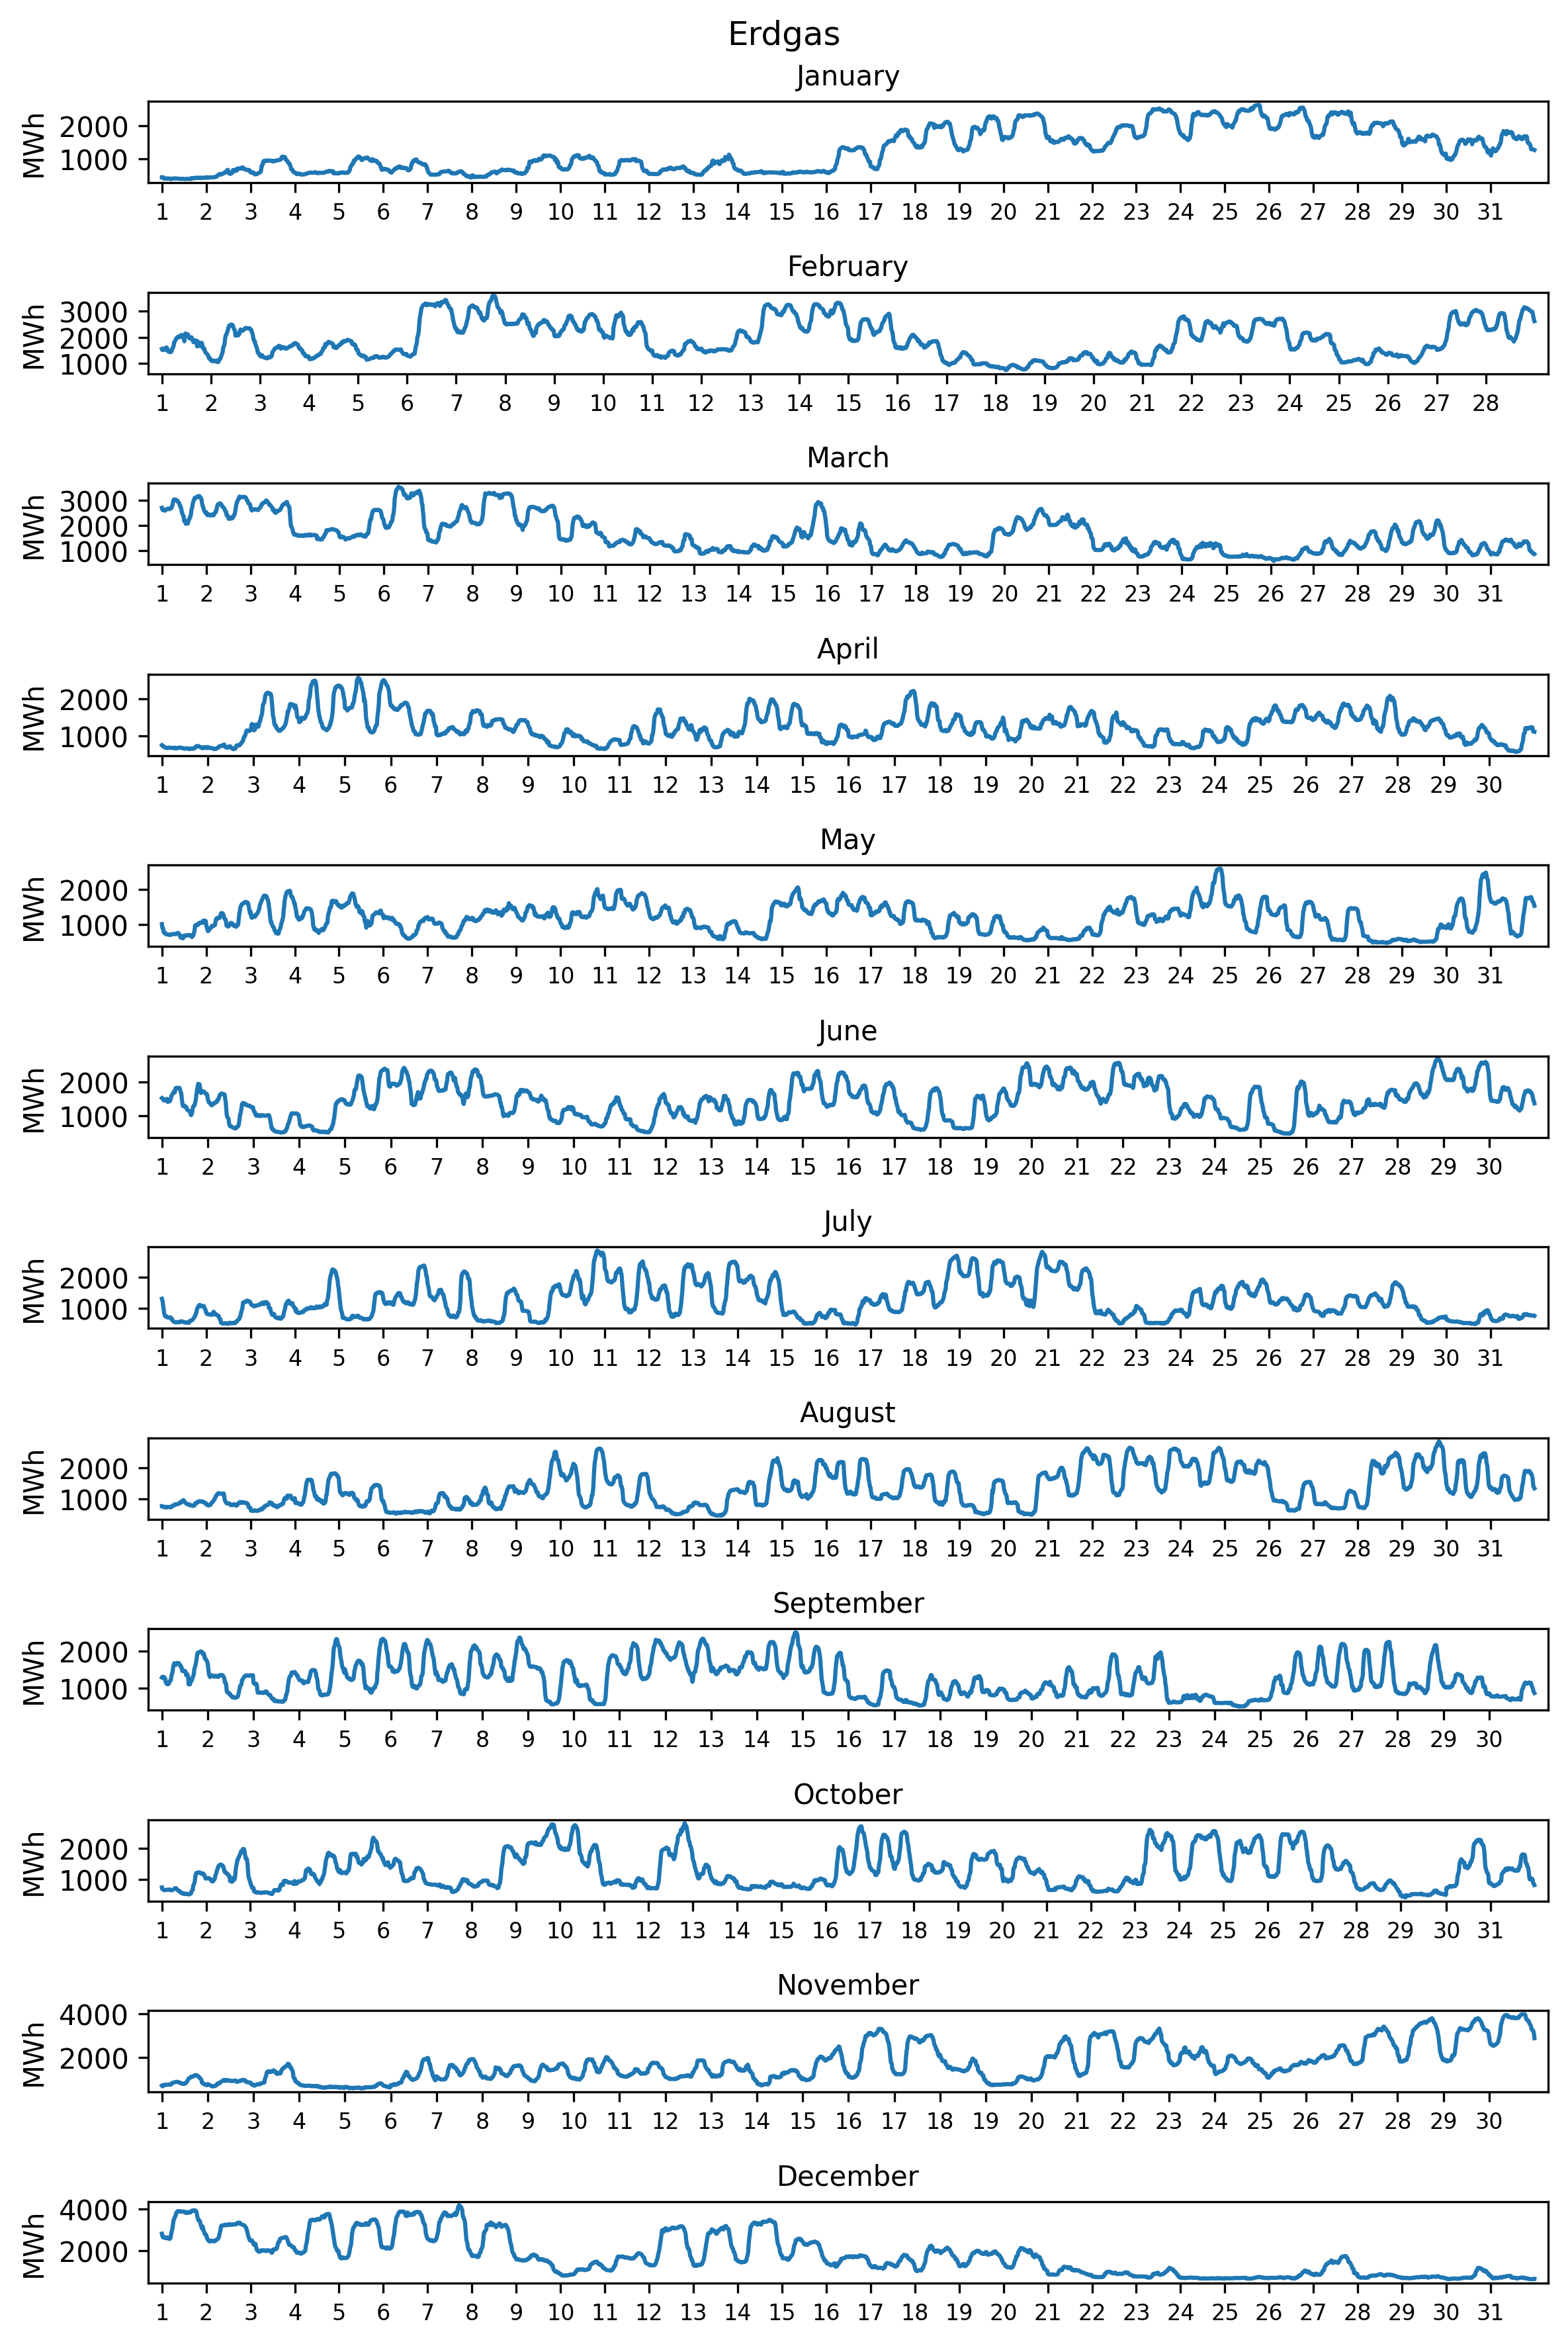 Erdgas
January
MWh
2000
1000
1 2 3 4 5 6 7 8 9 10 11 12 13 14 15 16 17 18 19 20 21 22 23 24 25 26 27 28 29 30 31
February
MWh
3000
2000
1000
1 2 3 4 5 6 7 8 9 10 11 12 13 14 15 16 17 18 19 20 21 22 23 24 25 26 27 28
March
MWh
3000
2000
1000
1 2 3 4 5 6 7 8 9 10 11 12 13 14 15 16 17 18 19 20 21 22 23 24 25 26 27 28 29 30 31
April
MWh
2000
1000
1 2 3 4 5 6 7 8 9 10 11 12 13 14 15 16 17 18 19 20 21 22 23 24 25 26 27 28 29 30
May
MWh
2000
1000
1 2 3 4 5 6 7 8 9 10 11 12 13 14 15 16 17 18 19 20 21 22 23 24 25 26 27 28 29 30 31
June
MWh
2000
1000
1 2 3 4 5 6 7 8 9 10 11 12 13 14 15 16 17 18 19 20 21 22 23 24 25 26 27 28 29 30
July
MWh
2000
1000
1 2 3 4 5 6 7 8 9 10 11 12 13 14 15 16 17 18 19 20 21 22 23 24 25 26 27 28 29 30 31
August
MWh
2000
1000
1 2 3 4 5 6 7 8 9 10 11 12 13 14 15 16 17 18 19 20 21 22 23 24 25 26 27 28 29 30 31
September
MWh
2000
1000
1 2 3 4 5 6 7 8 9 10 11 12 13 14 15 16 17 18 19 20 21 22 23 24 25 26 27 28 29 30
October
MWh
2000
1000
1 2 3 4 5 6 7 8 9 10 11 12 13 14 15 16 17 18 19 20 21 22 23 24 25 26 27 28 29 30 31
November
MWh
4000
2000
1 2 3 4 5 6 7 8 9 10 11 12 13 14 15 16 17 18 19 20 21 22 23 24 25 26 27 28 29 30
December
MWh
4000
2000
1 2 3 4 5 6 7 8 9 10 11 12 13 14 15 16 17 18 19 20 21 22 23 24 25 26 27 28 29 30 31